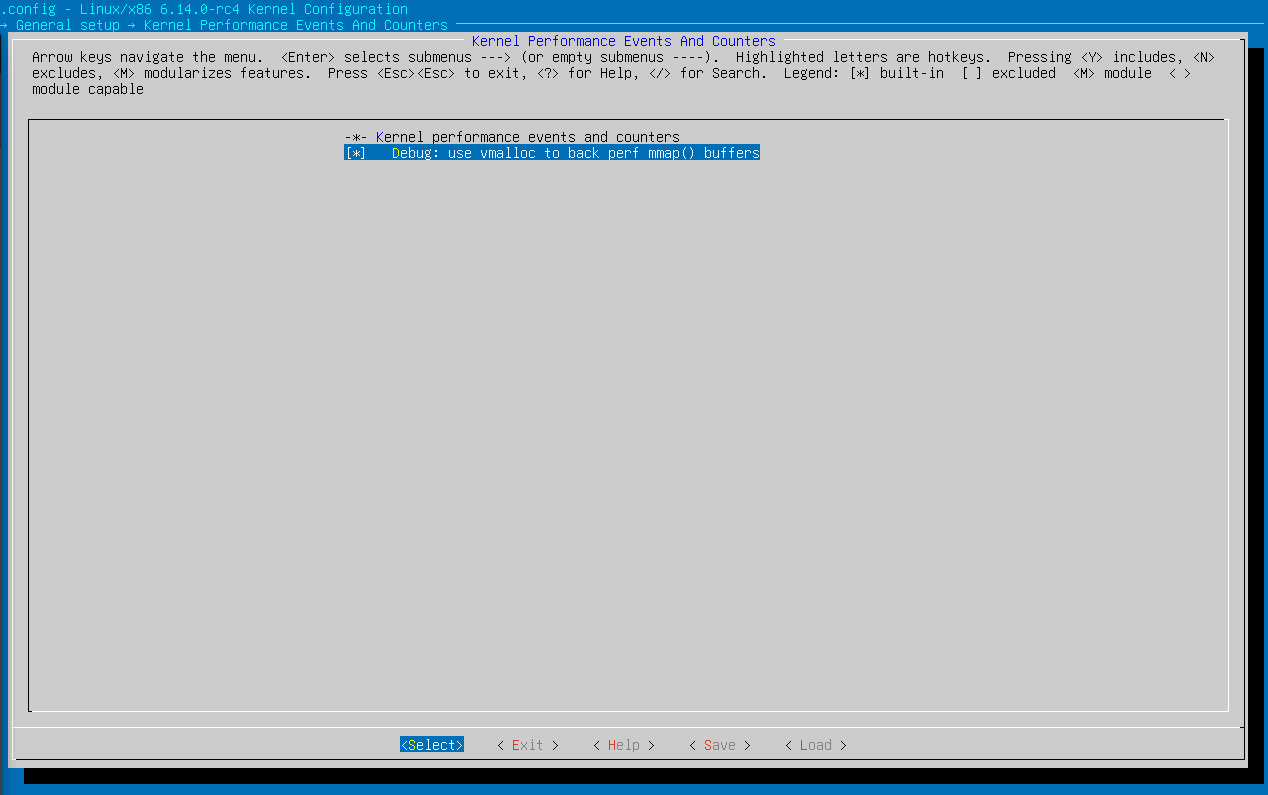 .config - Linux/x86 6.14.0-rc4 Kernel Configuration
→ General setup → Kernel Performance Events And Counters
Kernel Performance Events And Counters
Arrow keys navigate the menu.  <Enter> selects submenus ---> (or empty submenus ----).  Highlighted letters are hotkeys.  Pressing <Y> includes, <N>
excludes, <M> modularizes features.  Press <Esc><Esc> to exit, <?> for Help, </> for Search.  Legend: [*] built-in  [ ] excluded  <M> module  < >
module capable
-*- Kernel performance events and counters
[*]   Debug: use vmalloc to back perf mmap() buffers
<Select>    < Exit >    < Help >    < Save >    < Load >